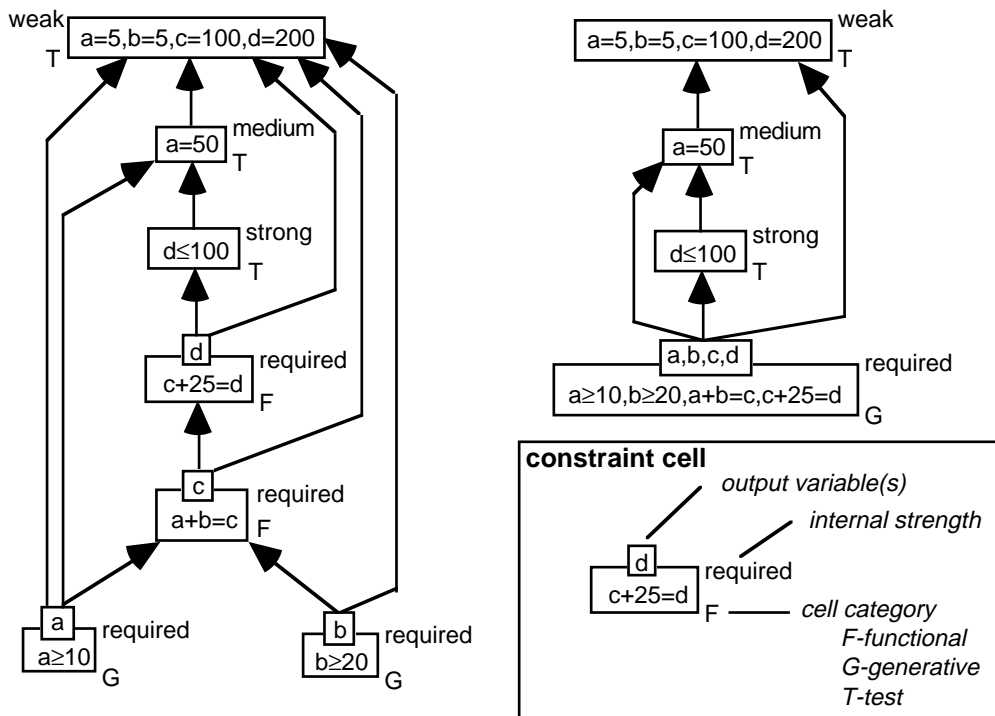 weak
a=5,b=5,c=100,d=200
T
medium
a=50
T
strong
d≤100
T
d
required
c+25=d
F
c
required
a+b=c
F
a
required
a≥10
G
b
required
b≥20
G
weak
a=5,b=5,c=100,d=200
T
medium
a=50
T
strong
d≤100
T
a,b,c,d
required
a≥10,b≥20,a+b=c,c+25=d
G
constraint cell
output variable(s)
internal strength
d
required
c+25=d
F
cell category
F-functional
G-generative
T-test